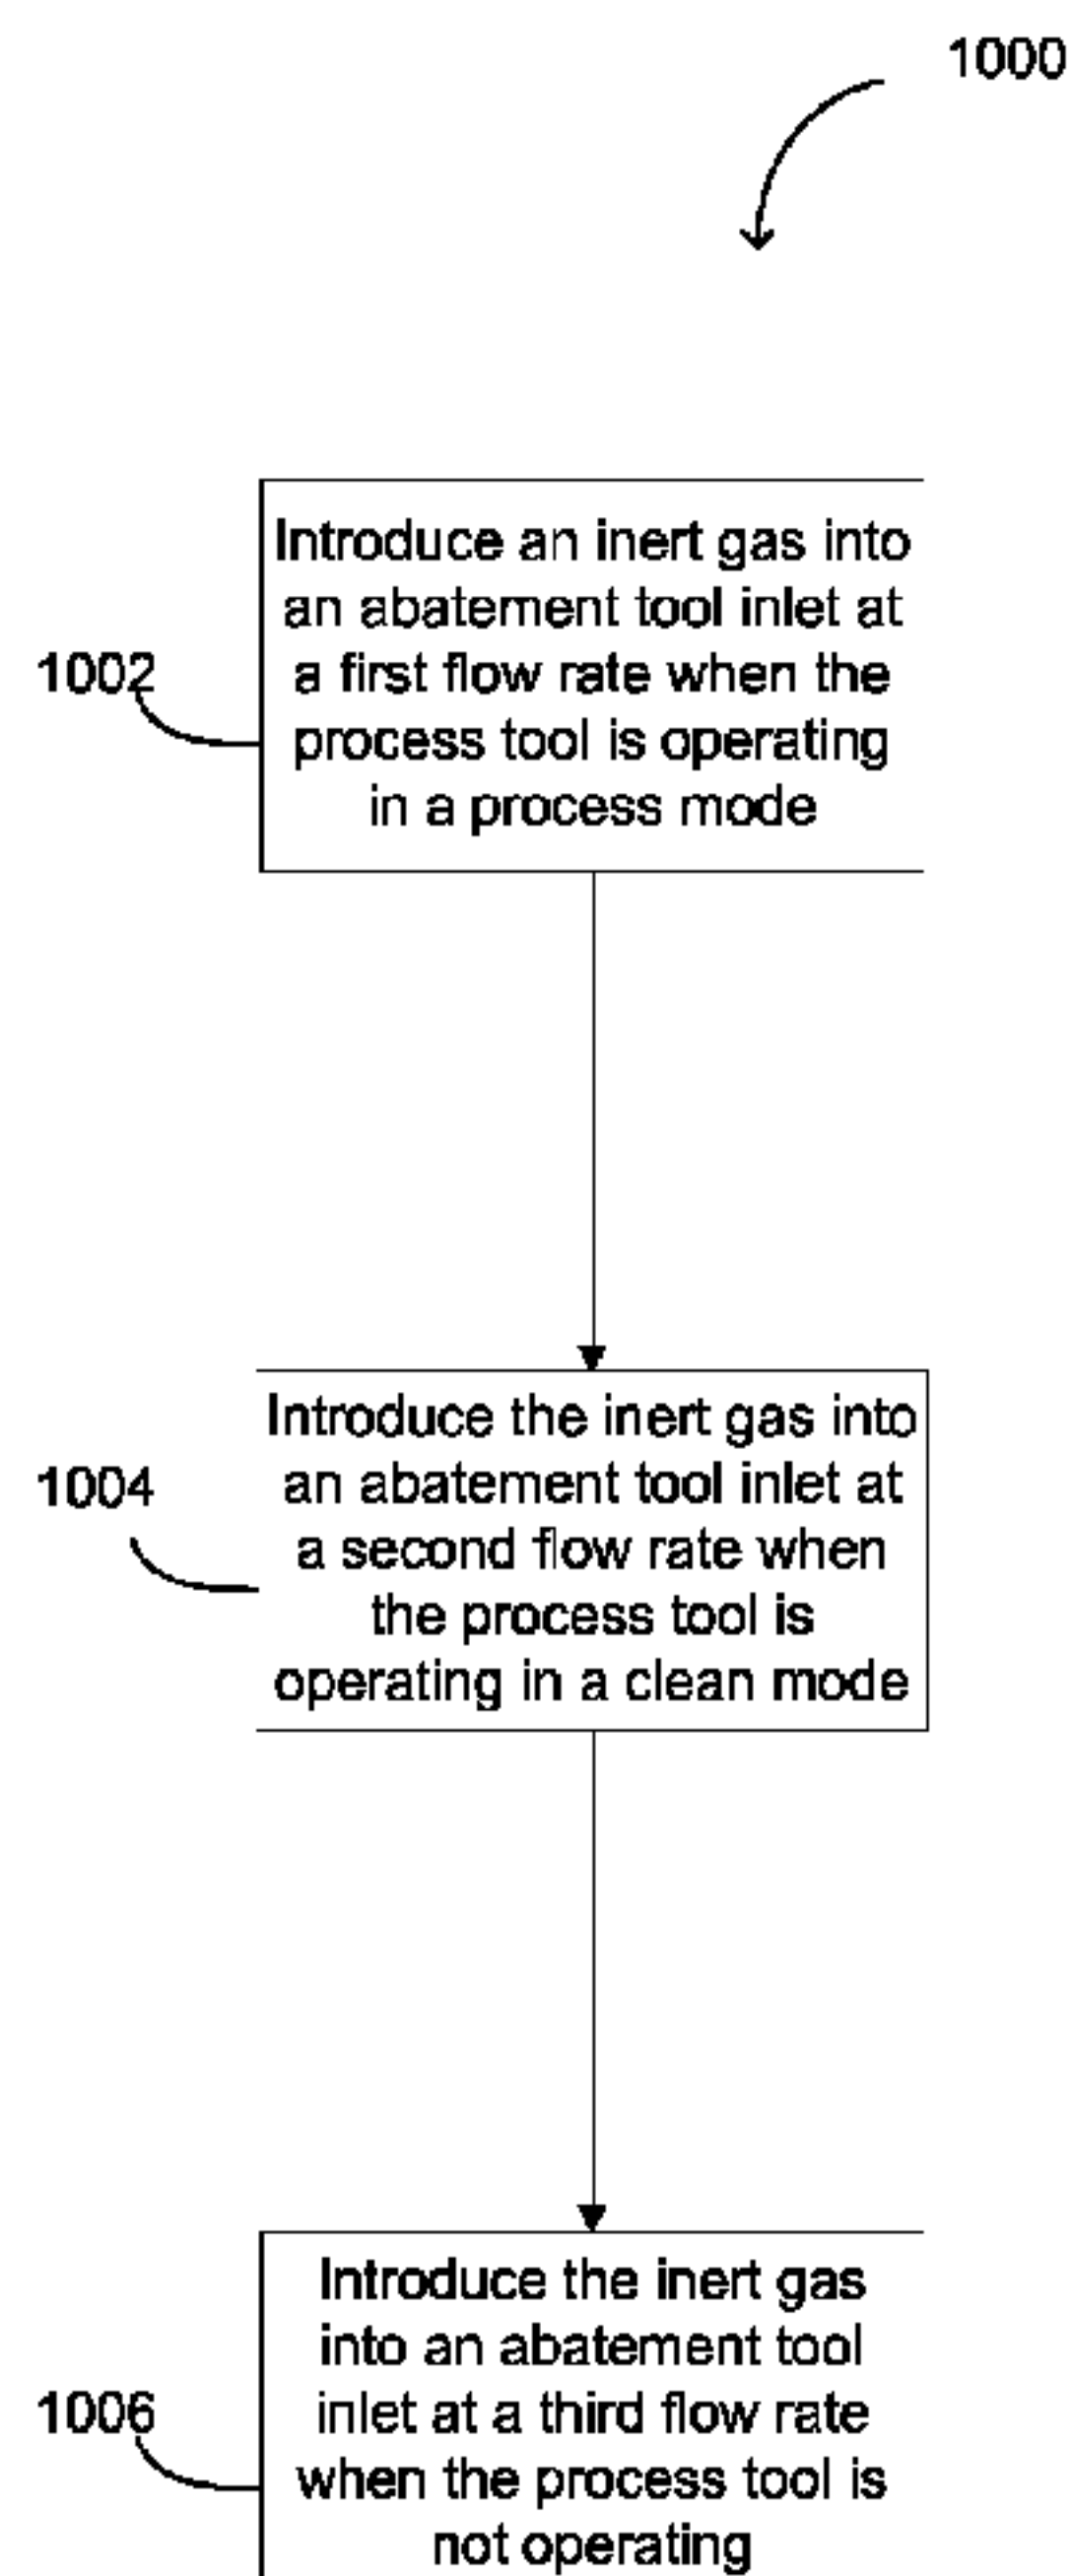 1000
Introduce an inert gas into
an abatement tool inlet at
a first flow rate when the
process tool is operating
in a process mode
1002
Introduce the inert gas into
an abatement tool inlet at
a second flow rate when
the process tool is
operating in a clean mode
1004
Introduce the inert gas
into an abatement tool
inlet at a third flow rate
when the process tool is
not operating
1006